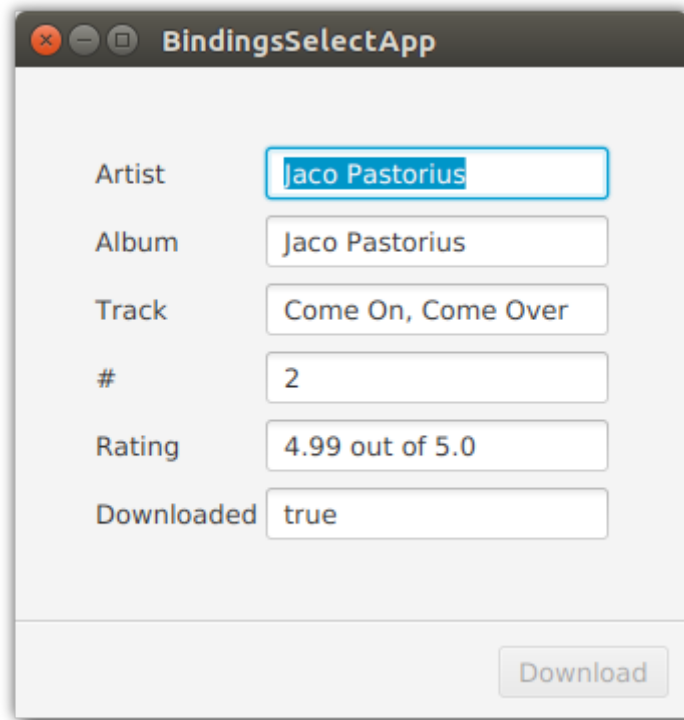 BindingsSelectApp
Artist Jaco Pastorius
Album Jaco Pastorius
Track Come On, Come Over
# 2
Rating 4.99 out of 5.0
Downloaded true
Download